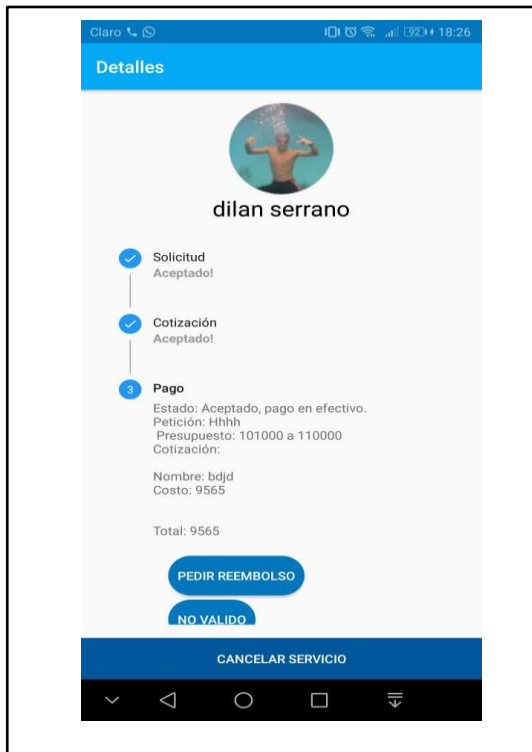 Claro
92 18:26
Detalles
dilan serrano
Solicitud
Aceptado!
Cotización
Aceptado!
3 Pago
Estado: Aceptado, pago en efectivo.
Petición: Hhhh
Presupuesto: 101000 a 110000
Cotización:
Nombre: bdjd
Costo: 9565
Total: 9565
PEDIR REEMBOLSO
NO VALIDO
CANCELAR SERVICIO